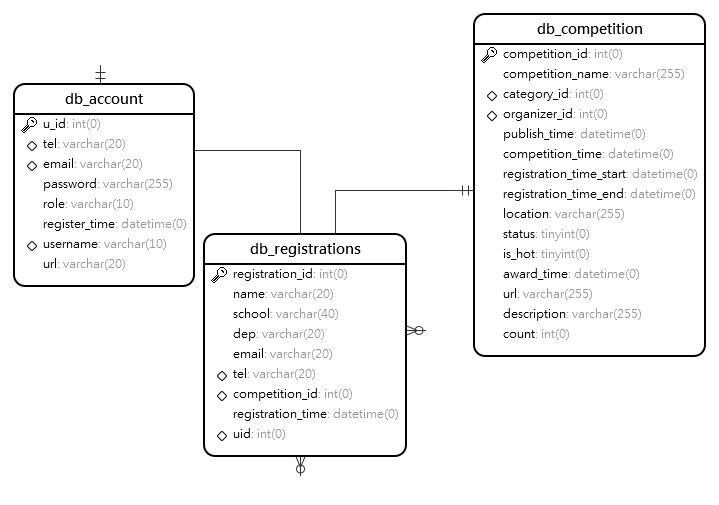 db_account
u_id: int(0)
tel: varchar(20)
email: varchar(20)
password: varchar(255)
role: varchar(10)
register_time: datetime(0)
username: varchar(10)
url: varchar(20)
db_registrations
registration_id: int(0)
name: varchar(20)
school: varchar(40)
dep: varchar(20)
email: varchar(20)
tel: varchar(20)
competition_id: int(0)
registration_time: datetime(0)
uid: int(0)
db_competition
competition_id: int(0)
competition_name: varchar(255)
category_id: int(0)
organizer_id: int(0)
publish_time: datetime(0)
competition_time: datetime(0)
registration_time_start: datetime(0)
registration_time_end: datetime(0)
location: varchar(255)
status: tinyint(0)
is_hot: tinyint(0)
award_time: datetime(0)
url: varchar(255)
description: varchar(255)
count: int(0)